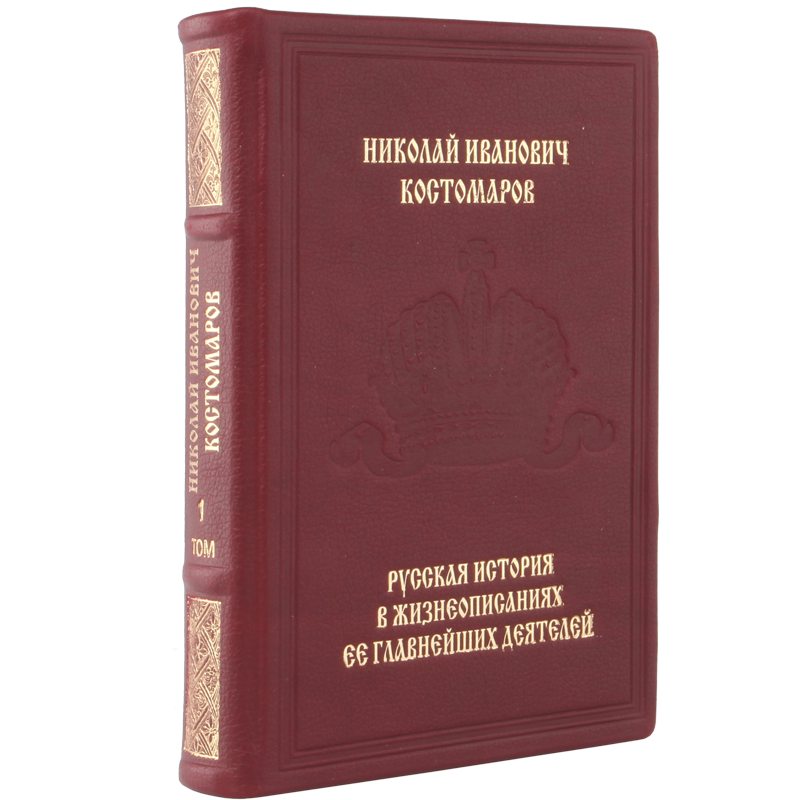 НИКОЛАЙ ИВАНОВИЧ
КОСТОМАРОВ
РУССКАЯ ИСТОРИЯ
В ЖИЗНЕОПИСАНИЯХ
ЕЕ ГЛАВНЕЙШИХ ДЕЯТЕЛЕЙ
НИКОЛАЙ ИВАНОВИЧ
КОСТОМАРОВ
1
ТОМ